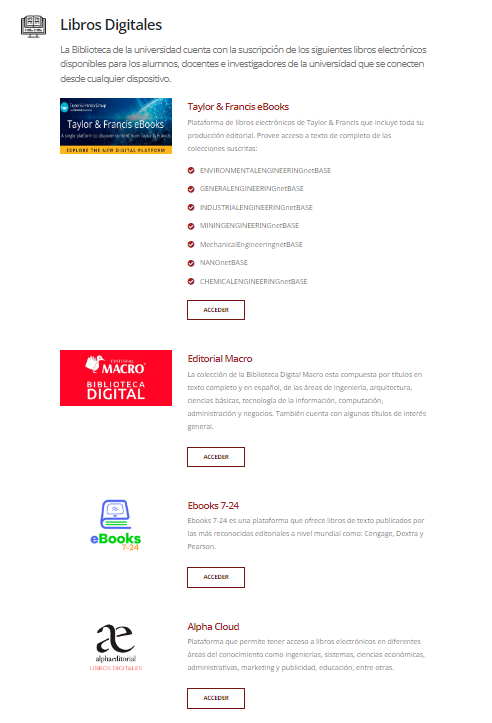 Libros Digitales
La Biblioteca de la universidad cuenta con la suscripción de los siguientes libros electrónicos
disponibles para los alumnos, docentes e investigadores de la universidad que se conecten
desde cualquier dispositivo.
Taylor & Francis Group
Taylor & Francis eBooks
A single platform to discover content from Taylor & Francis
EXPLORE THE NEW DIGITAL PLATFORM
Taylor & Francis eBooks
Plataforma de libros electrónicos de Taylor & Francis que incluye toda su
producción editorial. Provee acceso a texto de completo de las
colecciones suscritas:
ENVIRONMENTALENGINEERINGnetBASE
GENERALENGINEERINGnetBASE
INDUSTRIALENGINEERINGnetBASE
MININGENGINEERINGnetBASE
MechanicalEngineeringnetBASE
NANOnetBASE
CHEMICALENGINEERINGnetBASE
ACCEDER
EDITORIAL
MACRO
BIBLIOTECA
DIGITAL
Editorial Macro
La colección de la Biblioteca Digital Macro esta compuesta por títulos en
texto completo y en español, de las áreas de ingeniería, arquitectura,
ciencias básicas, tecnología de la información, computación,
administración y negocios. También cuenta con algunos títulos de interés
general.
ACCEDER
eBooks
7-24
Ebooks 7-24
Ebooks 7-24 es una plataforma que ofrece libros de texto publicados por
las más reconocidas editoriales a nivel mundial como: Cengage, Dextra y
Pearson.
ACCEDER
æ
alphaeditorial
LIBROS DIGITALES
Alpha Cloud
Plataforma que permite tener acceso a libros electrónicos en diferentes
áreas del conocimiento como ingenierías, sistemas, ciencias económicas,
administrativas, marketing y publicidad, educación, entre otras.
ACCEDER